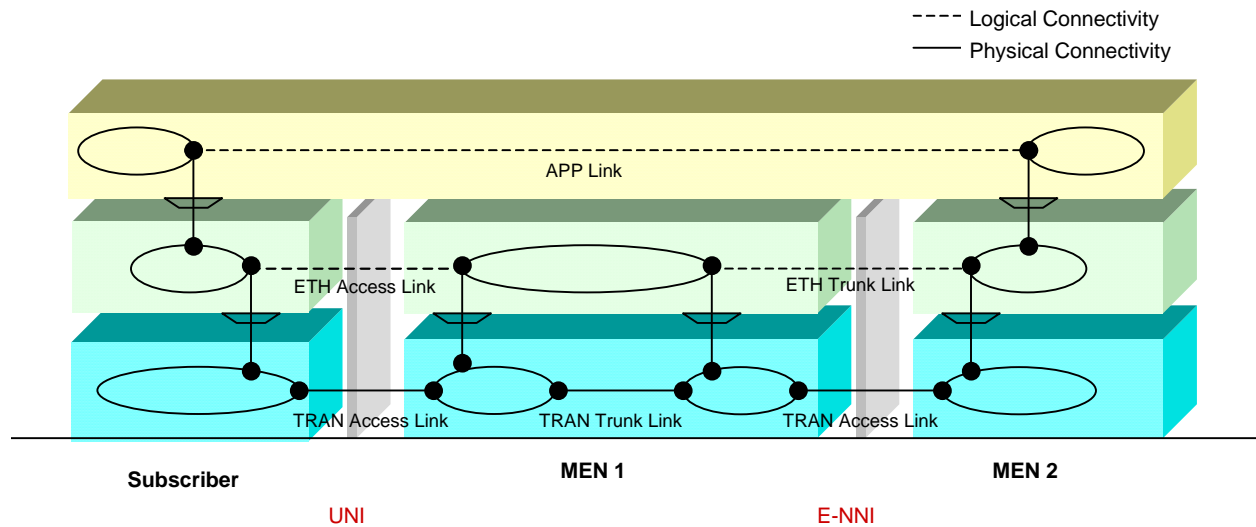 Logical Connectivity
Physical Connectivity
APP Link
ETH Access Link
ETH Trunk Link
TRAN Access Link
TRAN Trunk Link
TRAN Access Link
Subscriber
MEN 1
MEN 2
UNI
E-NNI